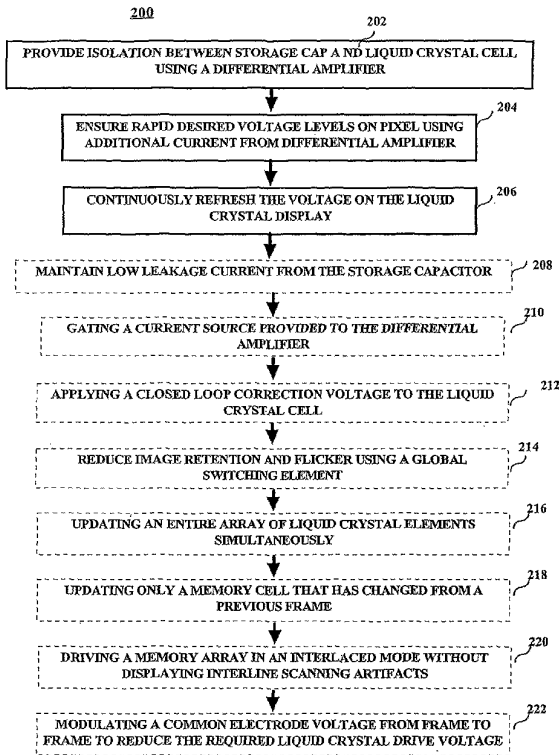 200
202
PROVIDE ISOLATION BETWEEN STORAGE CAP A ND LIQUID CRYSTAL CELL
USING A DIFFERENTIAL AMPLIFIER
204
ENSURE RAPID DESIRED VOLTAGE LEVELS ON PIXEL USING
ADDITIONAL CURRENT FROM DIFFERENTIAL AMPLIFIER
206
CONTINUOUSLY REFRESH THE VOLTAGE ON THE LIQUID
CRYSTAL DISPLAY
MAINTAIN LOW LEAKAGE CURRENT FROM THE STORAGE CAPACITOR
208
210
GATING A CURRENT SOURCE PROVIDED TO THE DIFFERENTIAL
AMPLIFIER
212
APPLYING A CLOSED LOOP CORRECTION VOLTAGE TO THE LIQUID
CRYSTAL CELL
214
REDUCE IMAGE RETENTION AND FLICKER USING A GLOBAL
SWITCHING ELEMENT
216
UPDATING AN ENTIRE ARRAY OF LIQUID CRYSTAL ELEMENTS
SIMULTANEOUSLY
218
UPDATING ONLY A MEMORY CELL THAT HAS CHANGED FROM A
PREVIOUS FRAME
220
DRIVING A MEMORY ARRAY IN AN INTERLACED MODE WITHOUT
DISPLAYING INTERLINE SCANNING ARTIFACTS
222
MODULATING A COMMON ELECTRODE VOLTAGE FROM FRAME TO
FRAME TO REDUCE THE REQUIRED LIQUID CRYSTAL DRIVE VOLTAGE